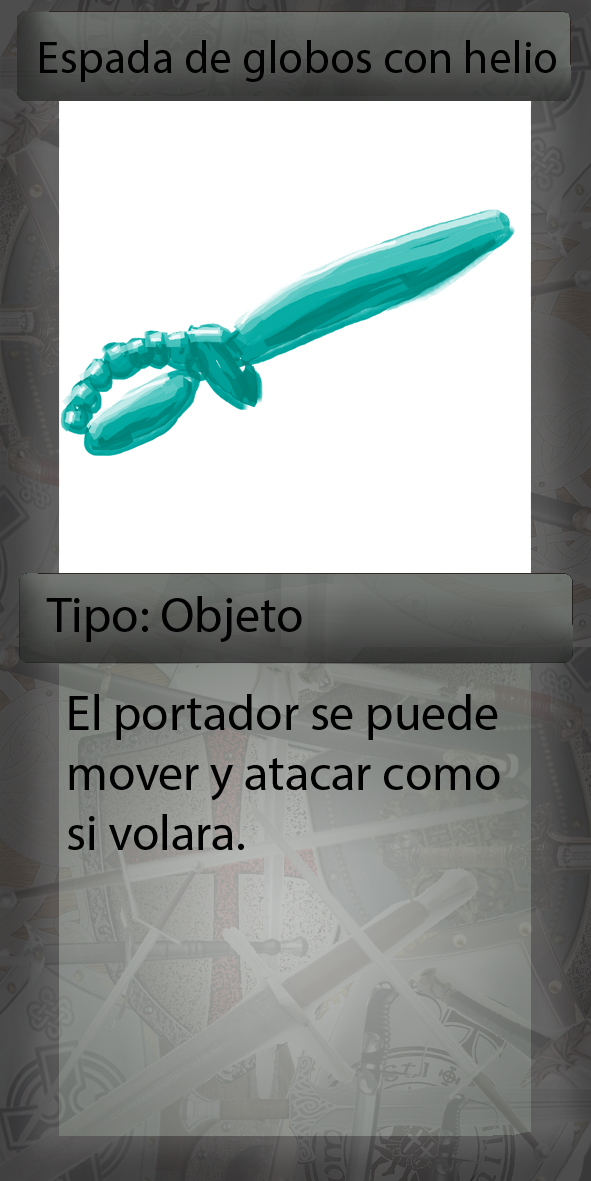 Espada de globos con helio
Tipo: Objeto
El portador se puede
mover y atacar como
si volara.